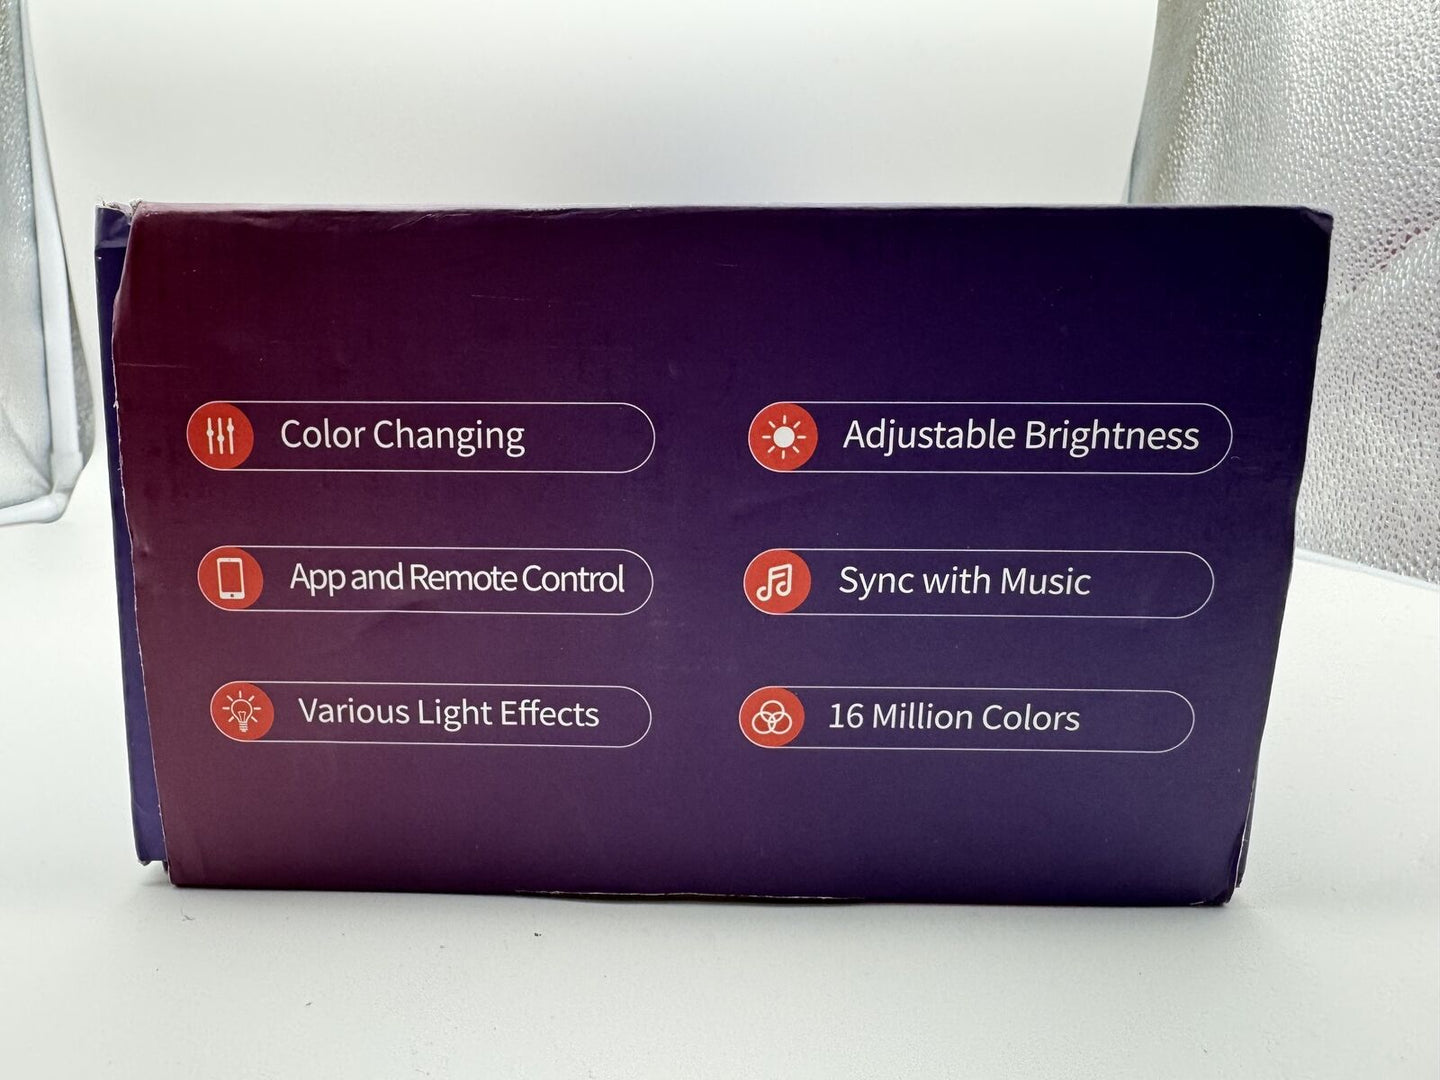 Color Changing
Adjustable Brightness
App and Remote Control
Sync with Music
Various Light Effects
16 Million Colors